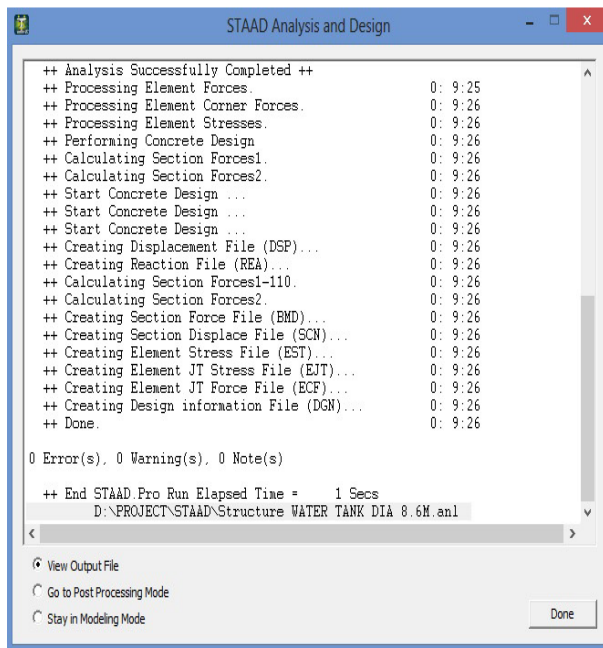 STAAD Analysis and Design
++ Analysis Successfully Completed ++
++ Processing Element Forces. 0: 9:25
++ Processing Element Corner Forces. 0: 9:26
++ Processing Element Stresses. 0: 9:26
++ Performing Concrete Design 0: 9:26
++ Calculating Section Forces1. 0: 9:26
++ Calculating Section Forces2. 0: 9:26
++ Start Concrete Design ... 0: 9:26
++ Start Concrete Design ... 0: 9:26
++ Start Concrete Design ... 0: 9:26
++ Creating Displacement File (DSP)... 0: 9:26
++ Creating Reaction File (REA)... 0: 9:26
++ Calculating Section Forces1-110. 0: 9:26
++ Calculating Section Forces2. 0: 9:26
++ Creating Section Force File (BMD)... 0: 9:26
++ Creating Section Displace File (SCN)... 0: 9:26
++ Creating Element Stress File (EST)... 0: 9:26
++ Creating Element JT Stress File (EJT)... 0: 9:26
++ Creating Element JT Force File (ECF)... 0: 9:26
++ Creating Design information File (DGN)... 0: 9:26
++ Done. 0: 9:26
0 Error(s), 0 Warning(s), 0 Note(s)
++ End STAAD.Pro Run Elapsed Time = 1 Secs
D:\PROJECT\STAAD\Structure WATER TANK DIA 8.6M.anl
View Output File
Go to Post Processing Mode
Stay in Modeling Mode
Done